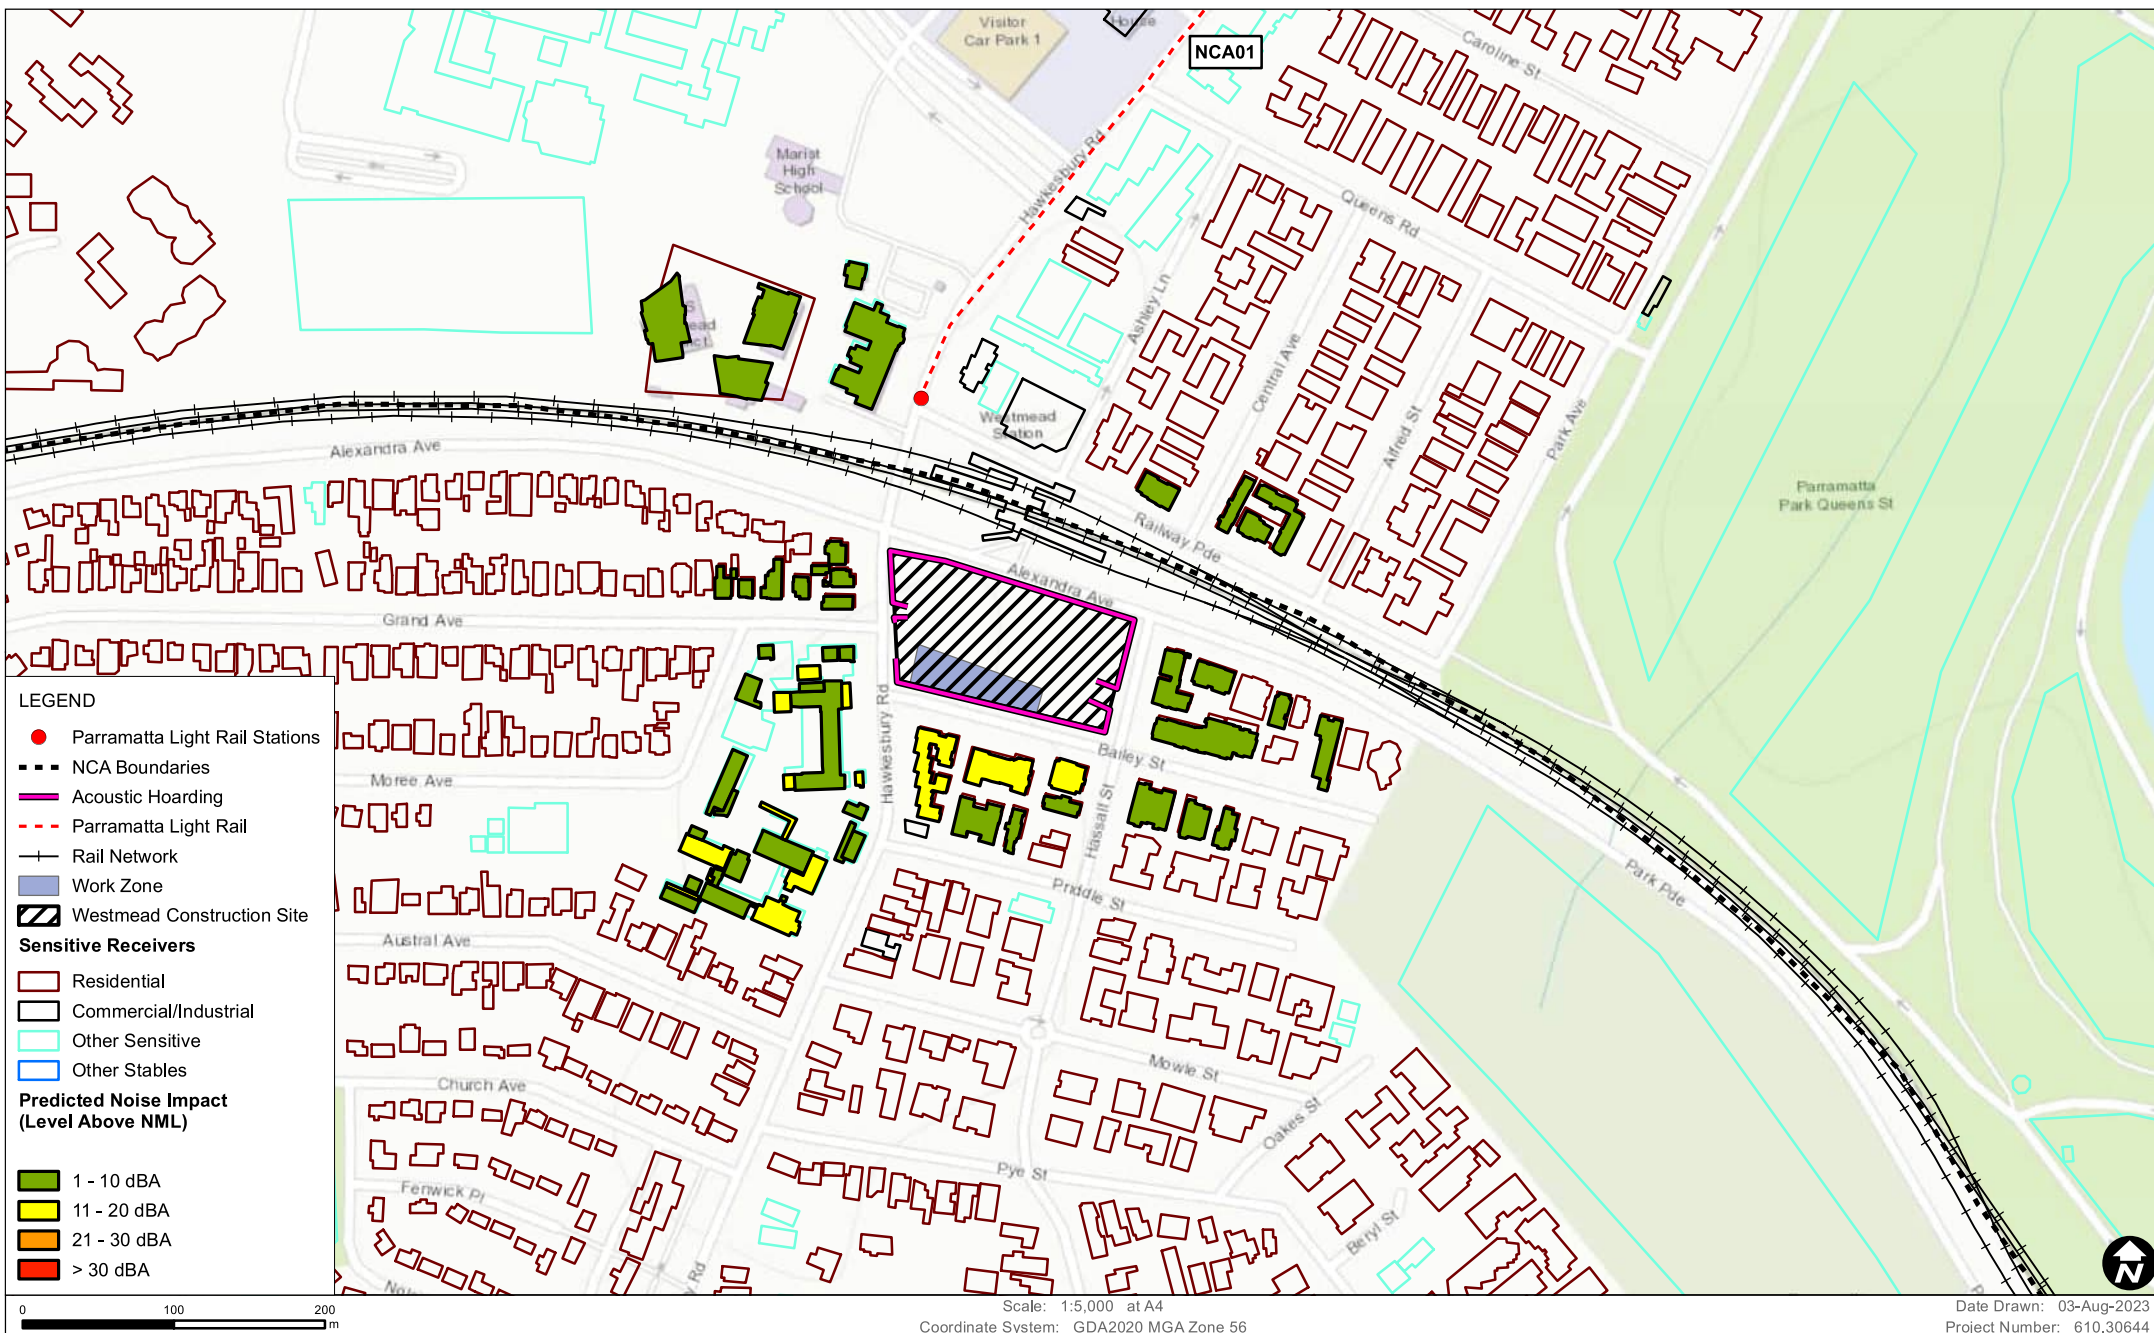 Visitor
Car Park 1
House
NCA01
Caroline St
Marist
High
School
Hawkesbury Rd
Queens Rd
Ashley Ln
Central Ave
Alfred St
Park Ave
Westmead
Station
Parramatta
Park Queens St
Alexandra Ave
Railway Pde
Alexandra Ave
Grand Ave
Hawkesbury Rd
Bailey St
Hassall St
Moree Ave
Priddle St
Park Pde
Austral Ave
Mowle St
Church Ave
Oakes St
Pye St
Fenwick Pl
Beryl St
LEGEND
Parramatta Light Rail Stations
NCA Boundaries
Acoustic Hoarding
Parramatta Light Rail
Rail Network
Work Zone
Westmead Construction Site
Sensitive Receivers
Residential
Commercial/Industrial
Other Sensitive
Other Stables
Predicted Noise Impact
(Level Above NML)
1 - 10 dBA
11 - 20 dBA
21 - 30 dBA
> 30 dBA
N
0 100 200
m
Scale: 1:5,000 at A4
Coordinate System: GDA2020 MGA Zone 56
Date Drawn: 03-Aug-2023
Project Number: 610.30644